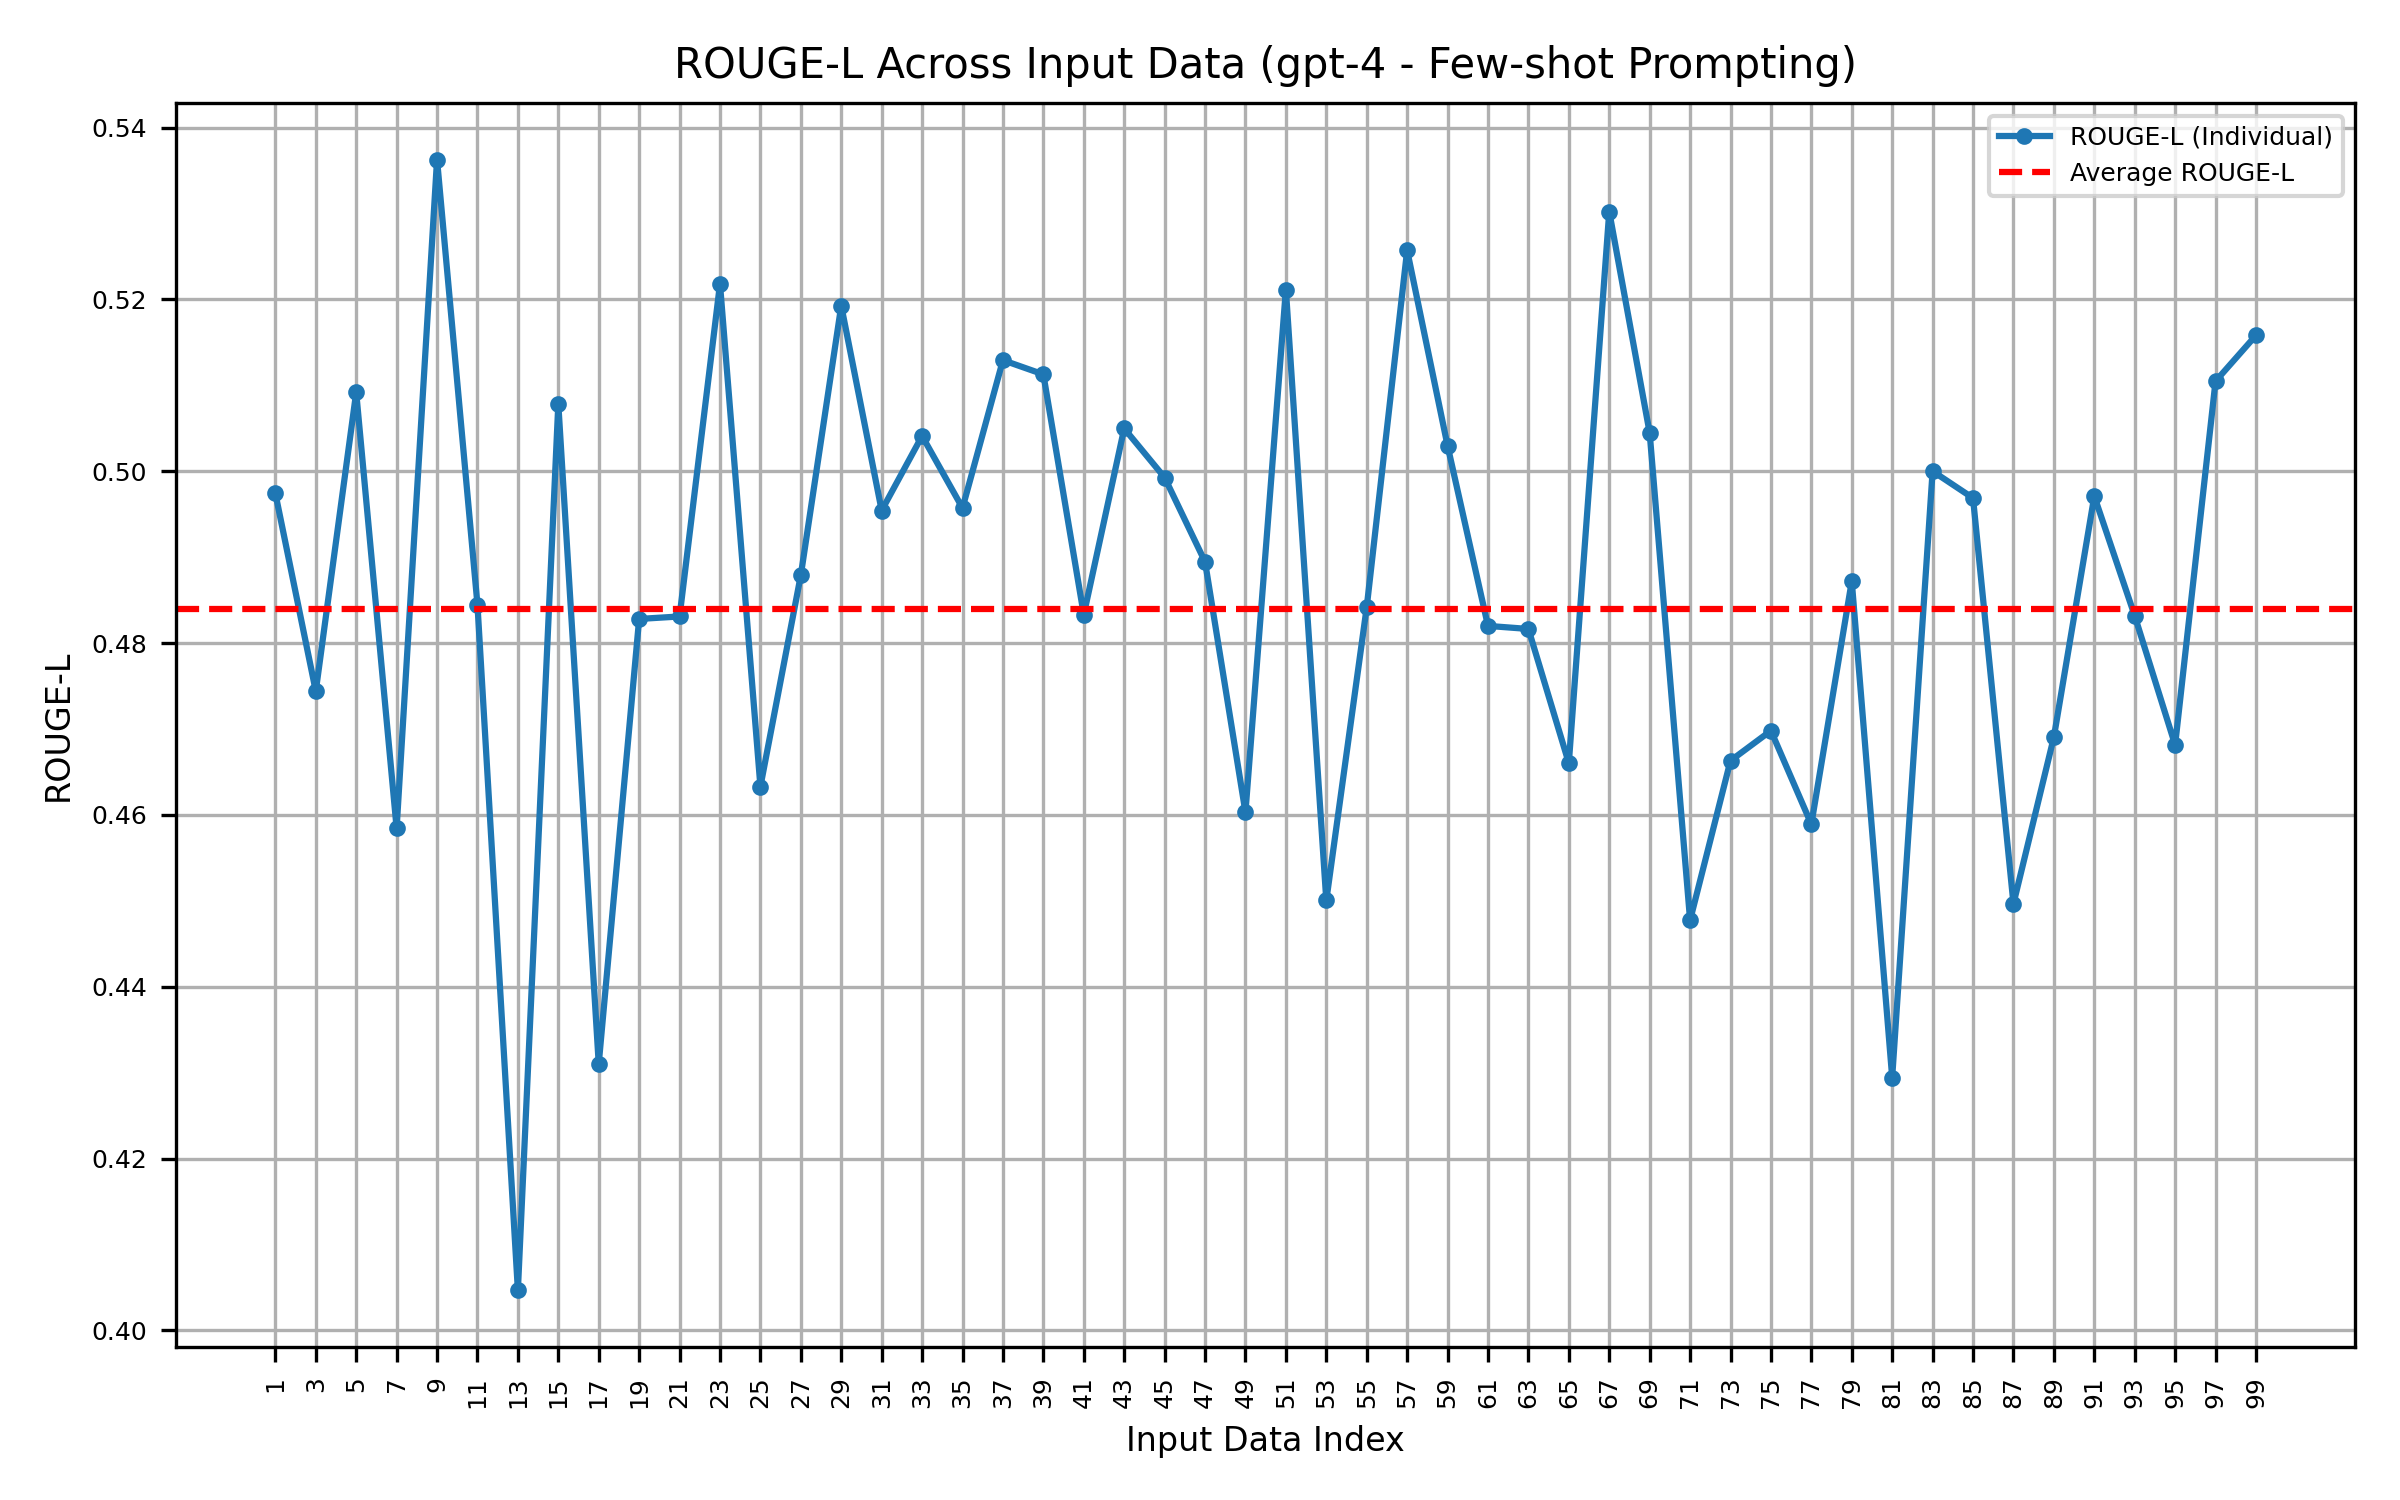 ROUGE-L Across Input Data (gpt-4 - Few-shot Prompting)
ROUGE-L (Individual)
Average ROUGE-L
0.54
0.52
0.50
0.48
0.46
0.44
0.42
0.40
ROUGE-L
1 3 5 7 9 11 13 15 17 19 21 23 25 27 29 31 33 35 37 39 41 43 45 47 49 51 53 55 57 59 61 63 65 67 69 71 73 75 77 79 81 83 85 87 89 91 93 95 97 99
Input Data Index